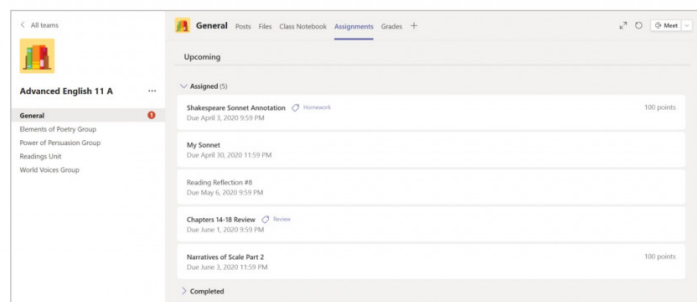 All teams
General Posts Files Class Notebook Assignments Grades
Meet
Upcoming
Advanced English 11 A
General
Elements of Poetry Group
Power of Persuasion Group
Readings Unit
World Voices Group
Assigned (5)
Shakespeare Sonnet Annotation Homework 100 points
Due April 3, 2020 9:59 PM
My Sonnet
Due April 30, 2020 11:59 PM
Reading Reflection #8
Due May 6, 2020 9:59 PM
Chapters 14-18 Review Review
Due June 1, 2020 9:59 PM
Narratives of Scale Part 2 100 points
Due June 3, 2020 11:59 PM
Completed